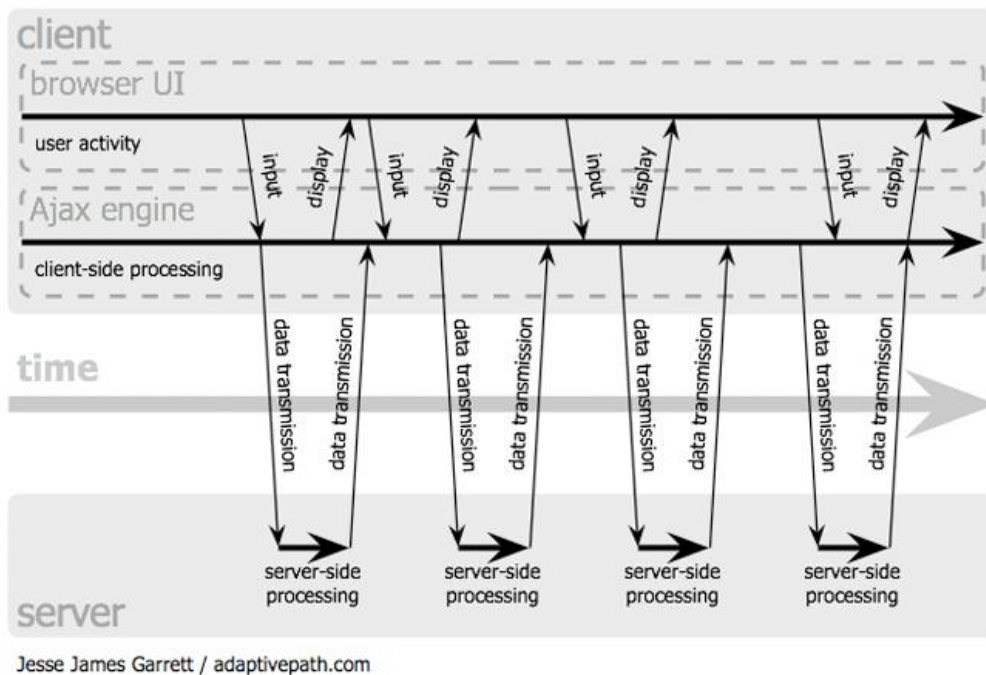 client
browser UI
user activity
input
display
input
display
input
display
input
display
Ajax engine
client-side processing
data transmission
data transmission
data transmission
data transmission
data transmission
data transmission
data transmission
data transmission
time
server-side
processing
server-side
processing
server-side
processing
server-side
processing
server
Jesse James Garrett / adaptivepath.com